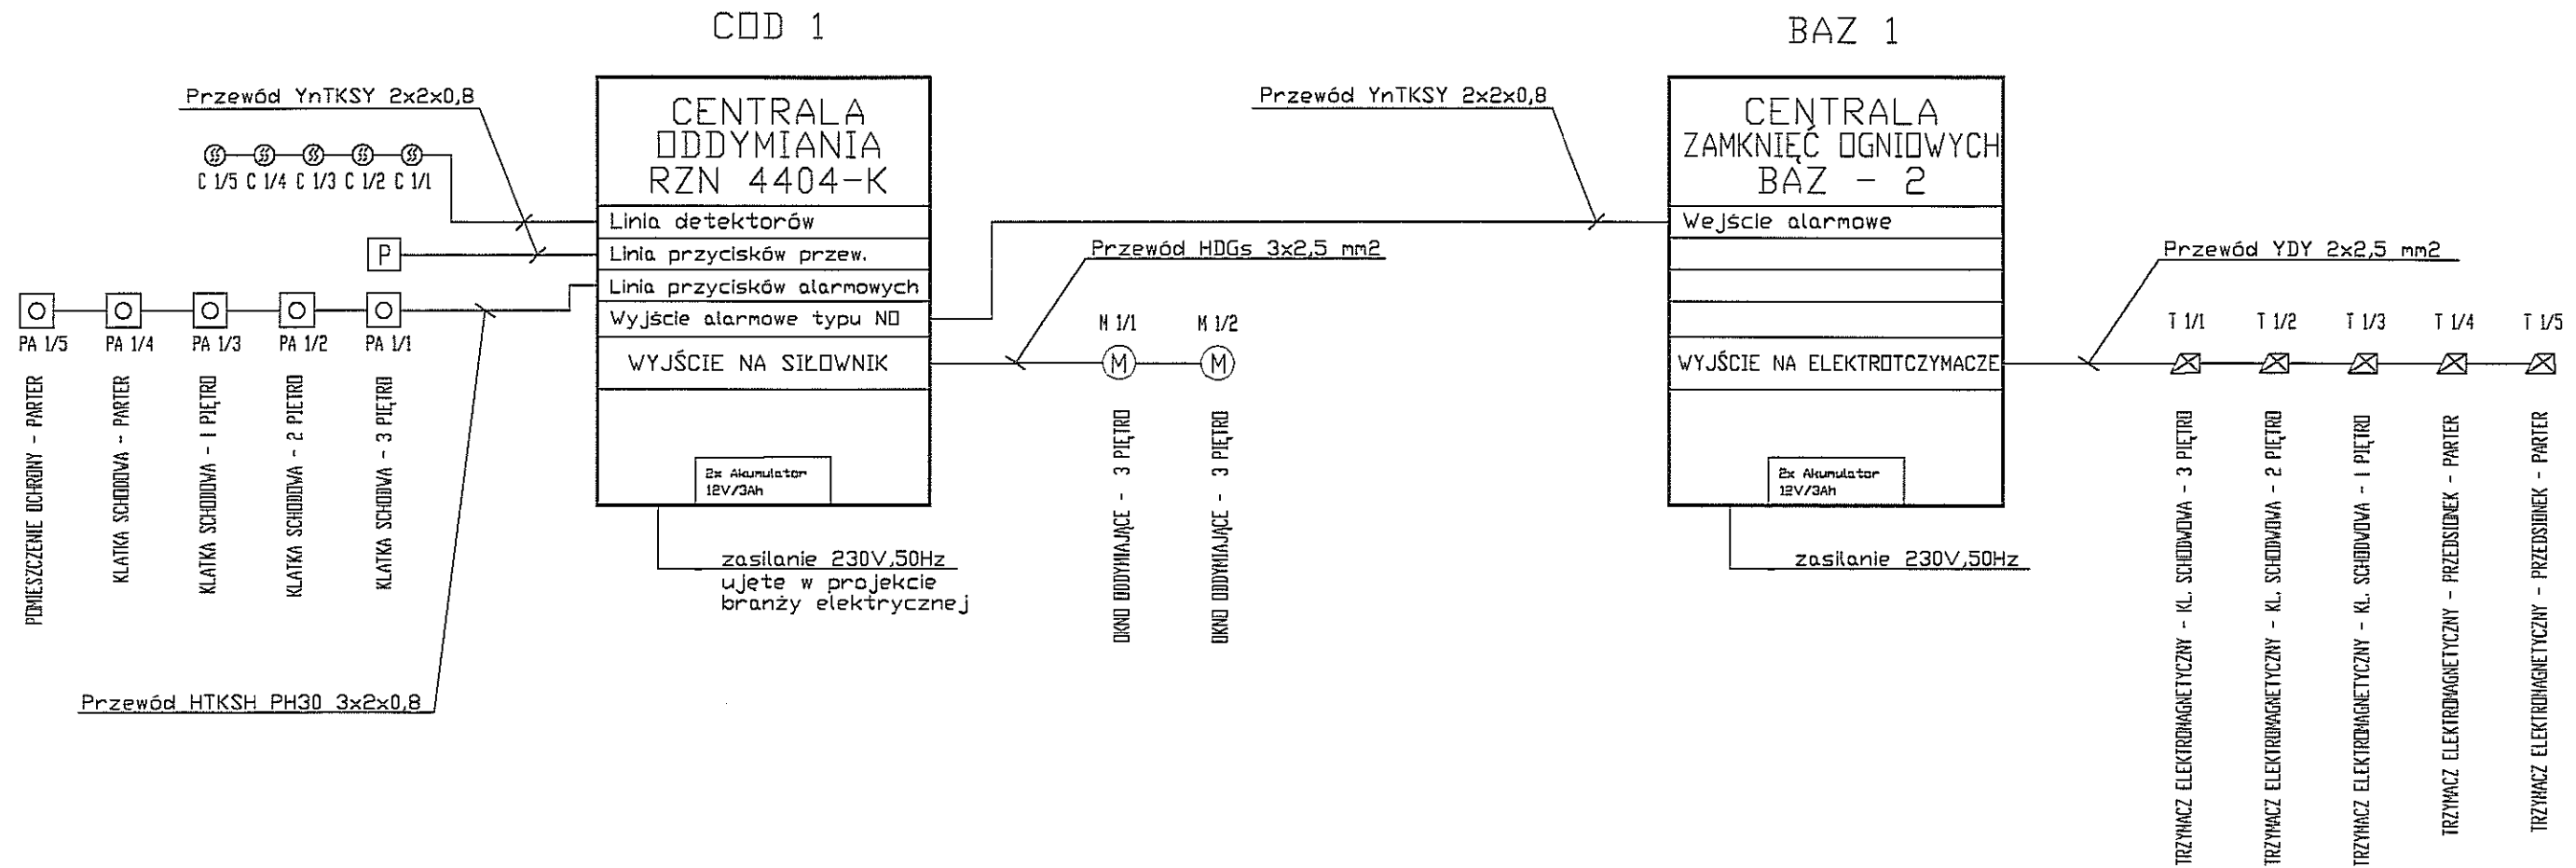 COD 1
BAZ 1
Przewód YnTKSY 2x2x0,8
C 1/5 C 1/4 C 1/3 C 1/2 C 1/1
P
PA 1/5 PA 1/4 PA 1/3 PA 1/2 PA 1/1
POMIESZCZENIE OCHRONY - PARTER
KLATKA SCHODOWA - PARTER
KLATKA SCHODOWA - 1 PIĘTRO
KLATKA SCHODOWA - 2 PIETRO
KLATKA SCHODWA - 3 PIĘTRO
Przewód HTKSH PH30 3x2x0,8
CENTRALA
ODDYMIANIA
RZN 4404-K
Linia detektorów
Linia przycisków przew.
Linia przycisków alarmowych
Wyjście alarmowe typu NO
WYJŚCIE NA SIŁOWNIK
2x Akumulator
12V/3Ah
zasilanie 230V,50Hz
ujęte w projekcie
branży elektrycznej
Przewód HDGs 3x2,5 mm2
M 1/1 M 1/2
M M
OKNO ODDYMIAJĄCE - 3 PIĘTRO
OKNO ODDYMIAJĄCE - 3 PIĘTRO
Przewód YnTKSY 2x2x0,8
CENTRALA
ZAMKNIĘĆ OGNIOWYCH
BAZ - 2
Wejście alarmowe
WYJŚCIE NA ELEKTROTCZYMACZE
2x Akumulator
12V/3Ah
zasilanie 230V,50Hz
Przewód YDY 2x2,5 mm2
T 1/1 T 1/2 T 1/3 T 1/4 T 1/5
TRZYMACZ ELEKTROMAGNETYCZNY - KL. SCHODWOWA - 3 PIĘTRO
TRZYMACZ ELEKTROMAGNETYCZNY - KL. SCHODWOWA - 2 PIĘTRO
TRZYMACZ ELEKTROMAGNETYCZNY - KL. SCHODWOWA - 1 PIĘTRO
TRZYMACZ ELEKTROMAGNETYCZNY - PRZEDSIONEK - PARTER
TRZYMACZ ELEKTROMAGNETYCZNY - PRZEDSIONEK - PARTER